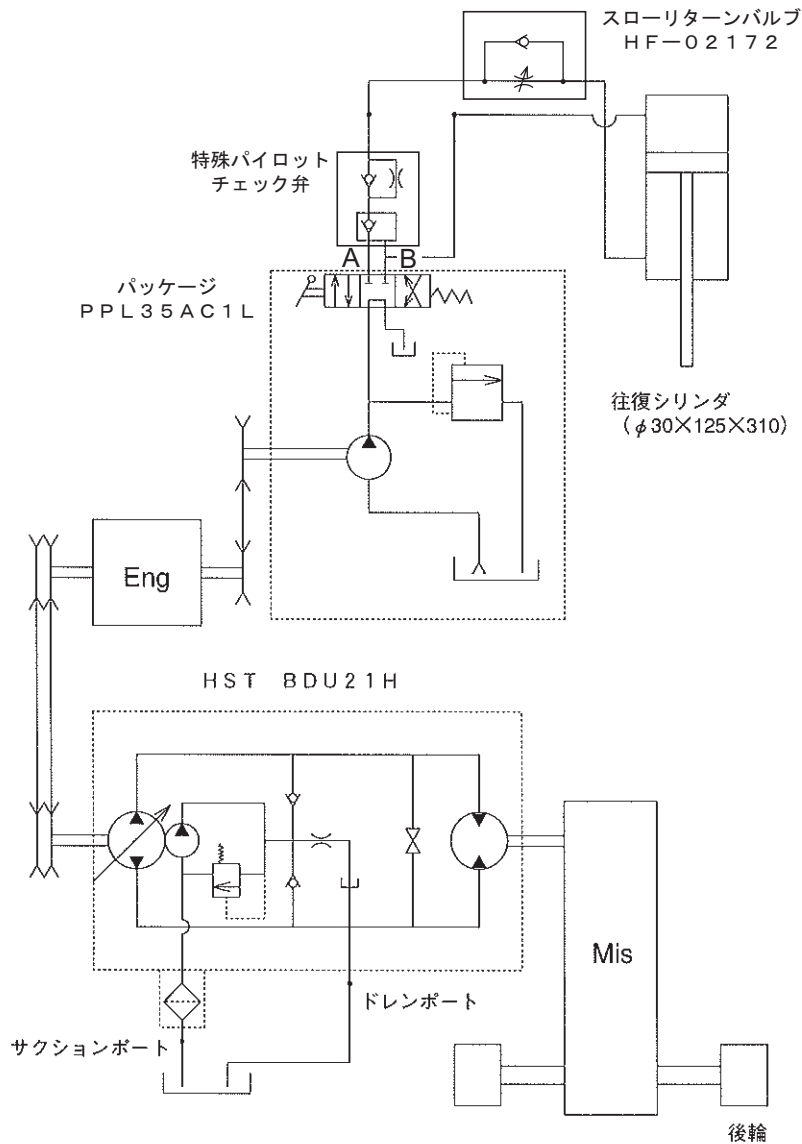 スローリターンバルブ
ＨＦ－０２１７２
特殊パイロット
チェック弁
A B
パッケージ
ＰＰＬ３５ＡＣ１Ｌ
往復シリンダ
(φ30×125×310)
Eng
ＨＳＴ ＢＤＵ２１Ｈ
Mis
ドレンポート
サクションポート
後輪